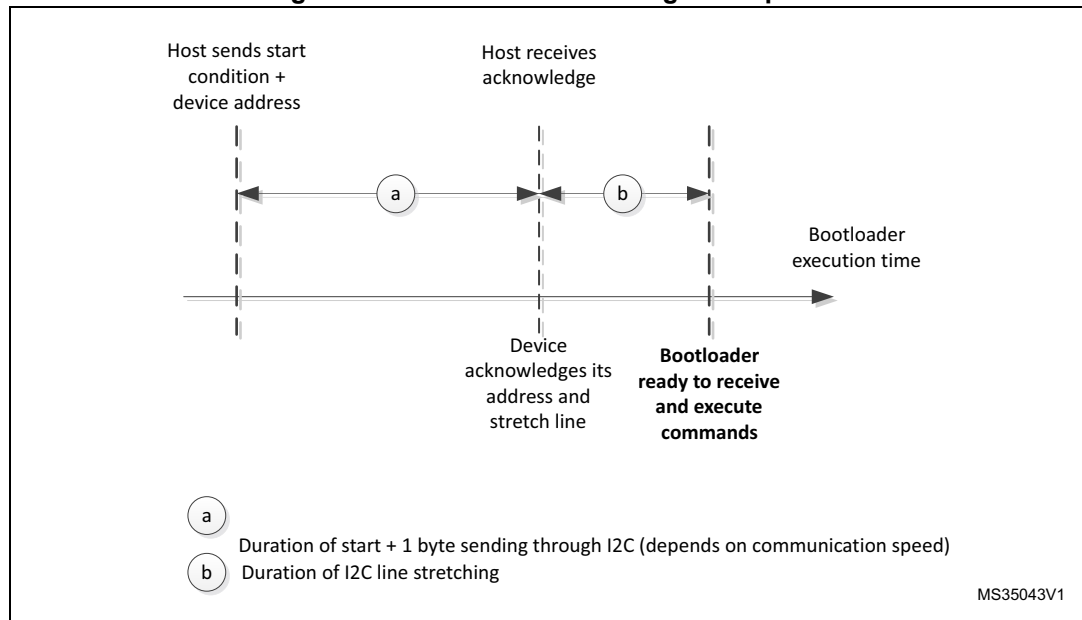 Host sends start
condition +
device address
Host receives
acknowledge
a
b
Bootloader
execution time
Device
acknowledges its
address and
stretch line
Bootloader
ready to receive
and execute
commands
a
Duration of start + 1 byte sending through I2C (depends on communication speed)
b Duration of I2C line stretching
MS35043V1